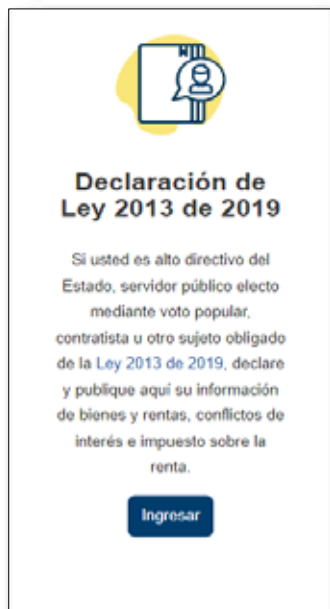 Declaración de
Ley 2013 de 2019
Si usted es alto directivo del
Estado, servidor público electo
mediante voto popular,
contratista u otro sujeto obligado
de la Ley 2013 de 2019, declare
y publique aquí su información
de bienes y rentas, conflictos de
interés e impuesto sobre la
renta.
Ingresar